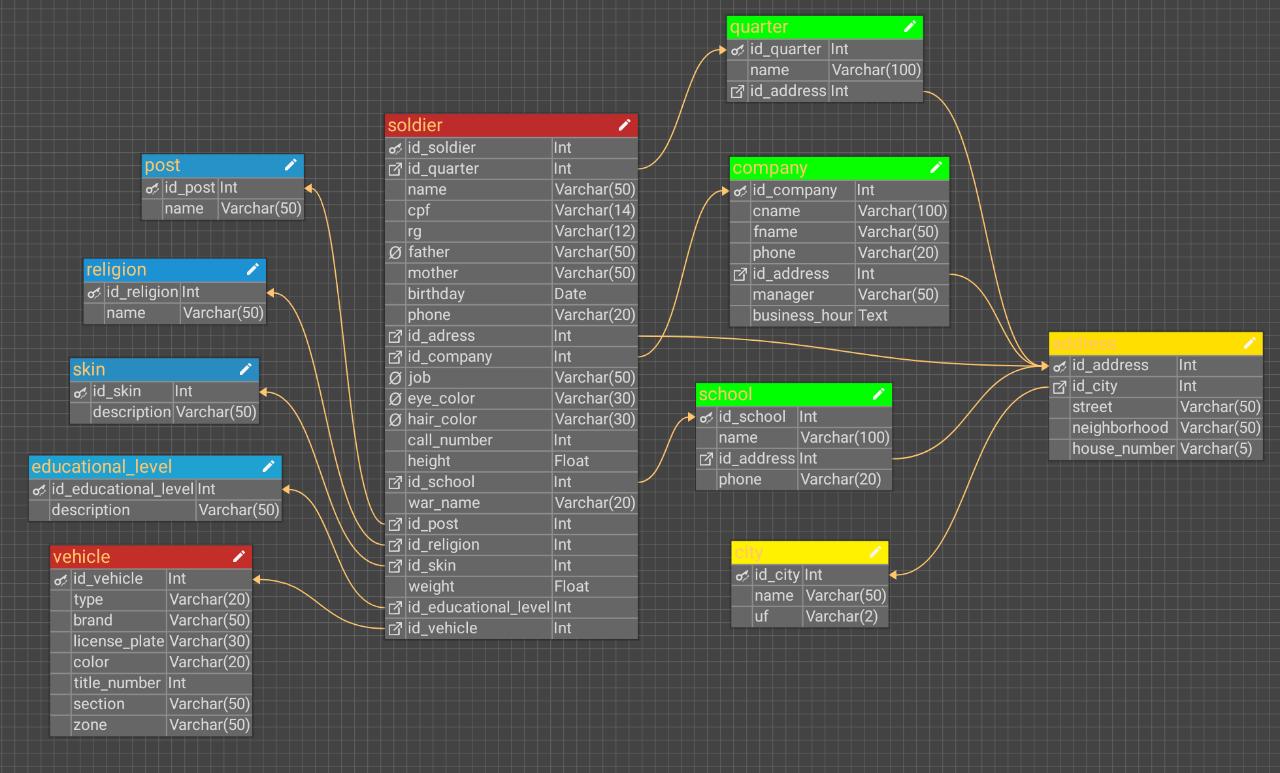 quarter
id_quarter Int
name Varchar(100)
id_address Int
soldier
id_soldier Int
id_quarter Int
name Varchar(50)
cpf Varchar(14)
rg Varchar(12)
father Varchar(50)
mother Varchar(50)
birthday Date
phone Varchar(20)
id_adress Int
id_company Int
job Varchar(50)
eye_color Varchar(30)
hair_color Varchar(30)
call_number Int
height Float
id_school Int
war_name Varchar(20)
id_post Int
id_religion Int
id_skin Int
weight Float
id_educational_level Int
id_vehicle Int
post
id_post Int
name Varchar(50)
religion
id_religion Int
name Varchar(50)
skin
id_skin Int
description Varchar(50)
educational_level
id_educational_level Int
description Varchar(50)
vehicle
id_vehicle Int
type Varchar(20)
brand Varchar(50)
license_plate Varchar(30)
color Varchar(20)
title_number Int
section Varchar(50)
zone Varchar(50)
company
id_company Int
cname Varchar(100)
fname Varchar(50)
phone Varchar(20)
id_address Int
manager Varchar(50)
business_hour Text
school
id_school Int
name Varchar(100)
id_address Int
phone Varchar(20)
city
id_city Int
name Varchar(50)
uf Varchar(2)
address
id_address Int
id_city Int
street Varchar(50)
neighborhood Varchar(50)
house_number Varchar(5)